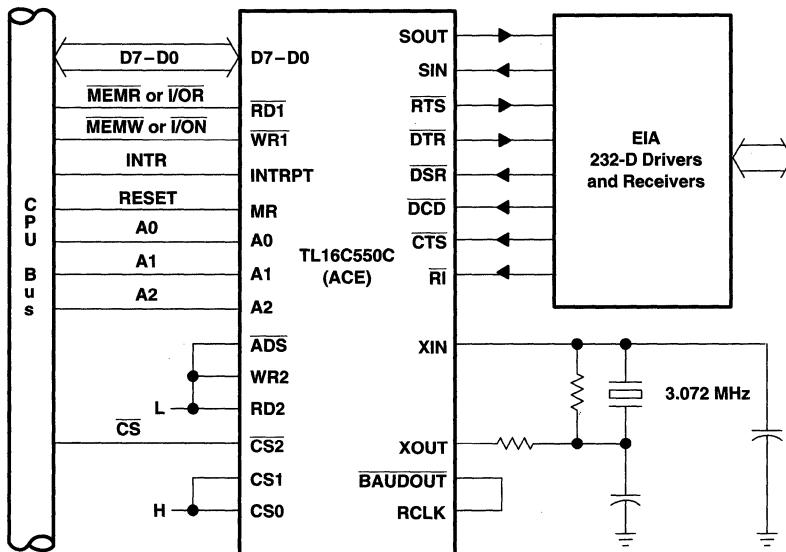 CPU Bus
D7–D0
MEMR or I/OR
MEMW or I/ON
INTR
RESET
A0
A1
A2
L
CS
H
D7–D0
RD1
WR1
INTRPT
MR
A0
A1
A2
ADS
WR2
RD2
CS2
CS1
CS0
TL16C550C
(ACE)
SOUT
SIN
RTS
DTR
DSR
DCD
CTS
RI
XIN
XOUT
BAUDOUT
RCLK
EIA
232-D Drivers
and Receivers
3.072 MHz